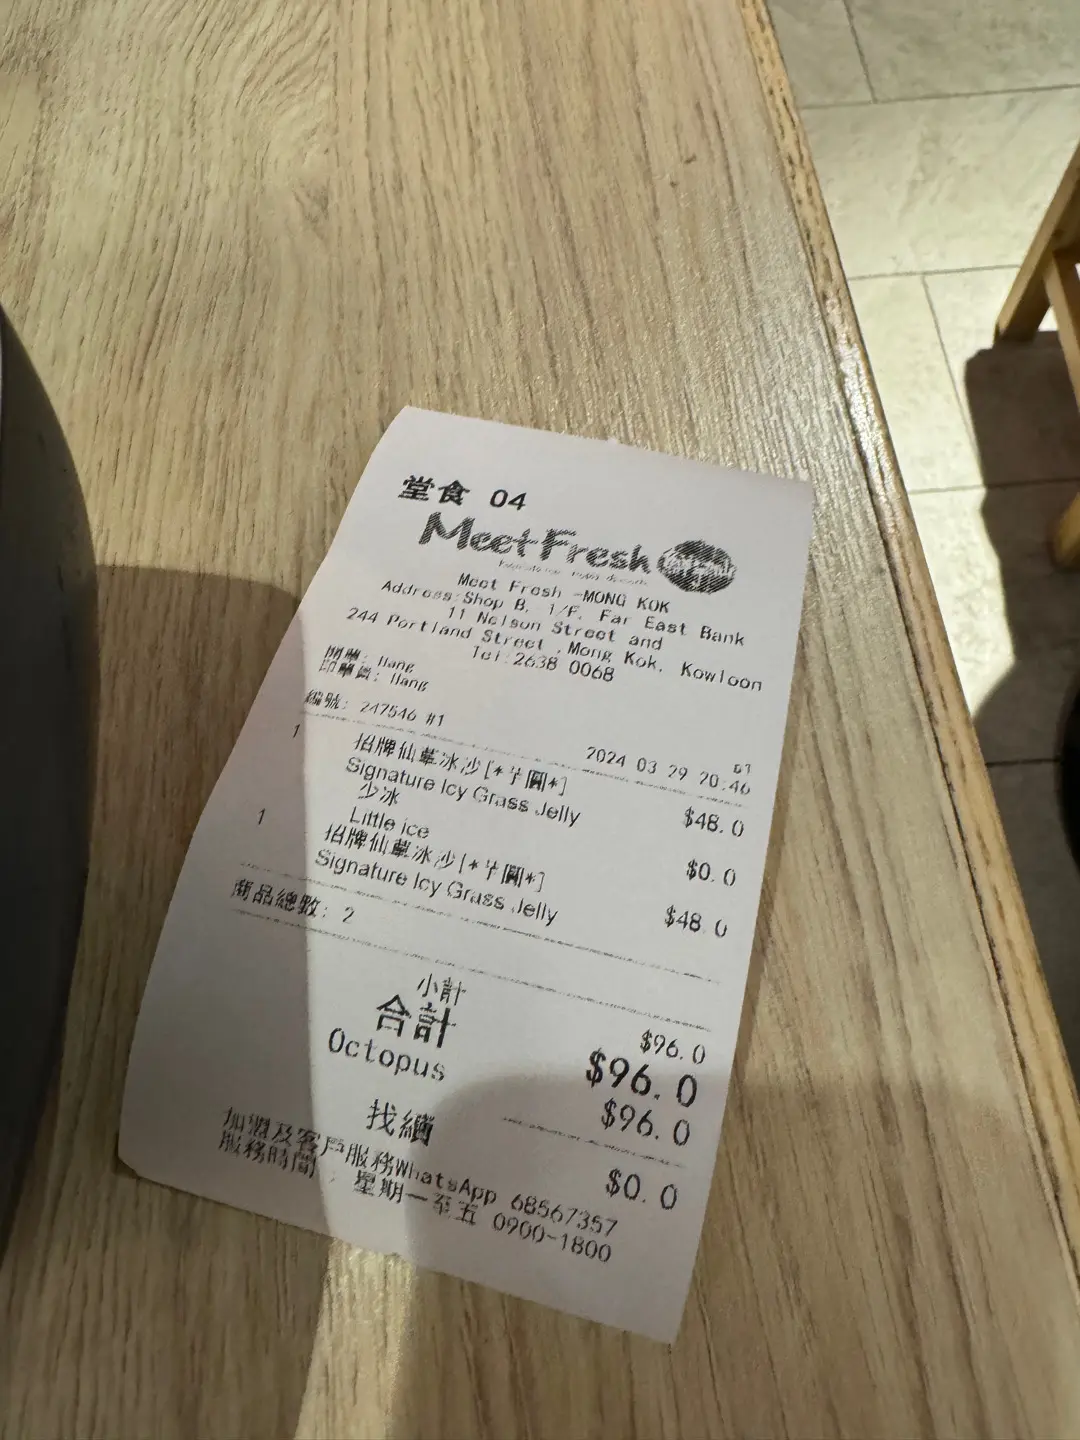 堂食 04
Meet Fresh
Meet Fresh -MONG KOK
Address:Shop B, 1/F, Far East Bank
11 Nelson Street and
244 Portland Street ,Mong Kok, Kowloon
Tel:2638 0068
開單: Hang
印單員: Hang
編號: 247546 #1
01
2024 03 29 20:46
1 招牌仙草冰沙[*芋圓*]
Signature Icy Grass Jelly $48.0
少冰
Little ice $0.0
1 招牌仙草冰沙[*芋圓*]
Signature Icy Grass Jelly $48.0
商品總數: 2
小計 $96.0
合計 $96.0
Octopus $96.0
找續 $0.0
加盟及客戶服務WhatsApp 68567357
服務時間 : 星期一至五 0900-1800